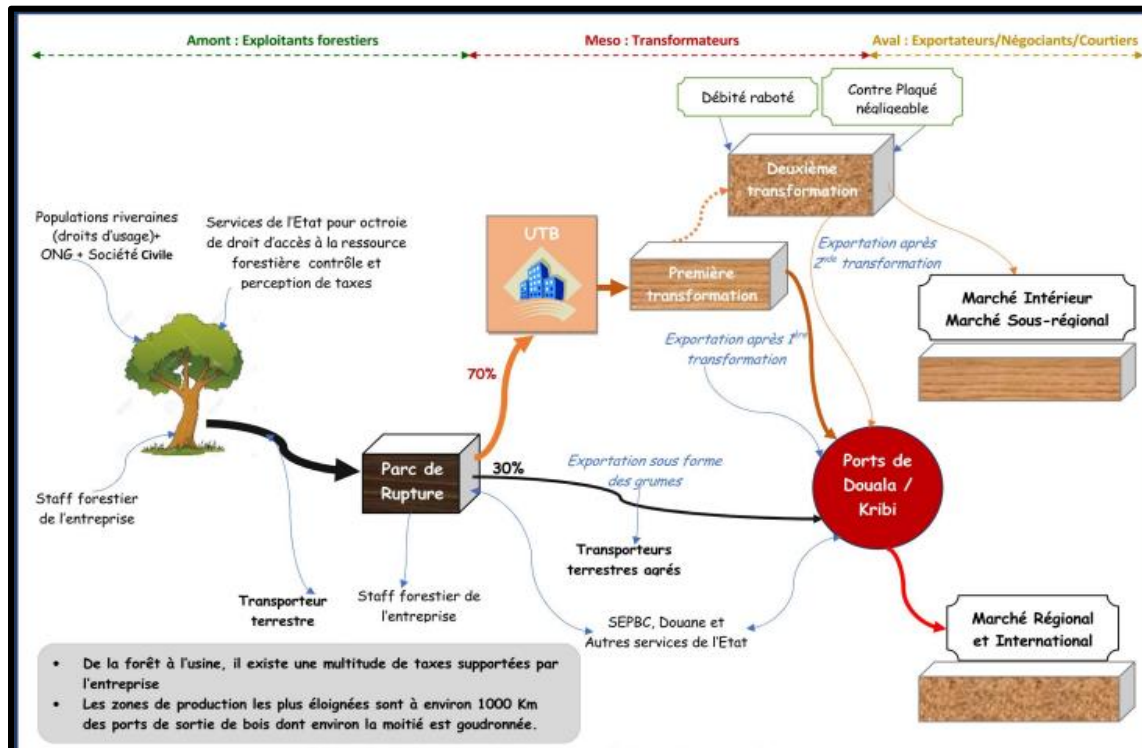 Amont : Exploitants forestiers
Meso : Transformateurs
Aval : Exportateurs/Négociants/Courtiers
Débité raboté
Contre Plaqué
négligeable
Deuxième
transformation
Populations riveraines
(droits d'usage)+
ONG + Société Civile
Services de l'Etat pour octroie
de droit d'accès à la ressource
forestière contrôle et
perception de taxes
UTB
Première
transformation
Exportation après
2nde transformation
Marché Intérieur
Marché Sous-régional
Exportation après 1ère
transformation
70%
30%
Parc de
Rupture
Exportation sous forme
des grumes
Ports de
Douala /
Kribi
Staff forestier
de l'entreprise
Transporteurs
terrestres agrés
Transporteur
terrestre
Staff forestier de
l'entreprise
SEPBC, Douane et
Autres services de l'Etat
Marché Régional
et International
• De la forêt à l'usine, il existe une multitude de taxes supportées par
l'entreprise
• Les zones de production les plus éloignées sont à environ 1000 Km
des ports de sortie de bois dont environ la moitié est goudronnée.